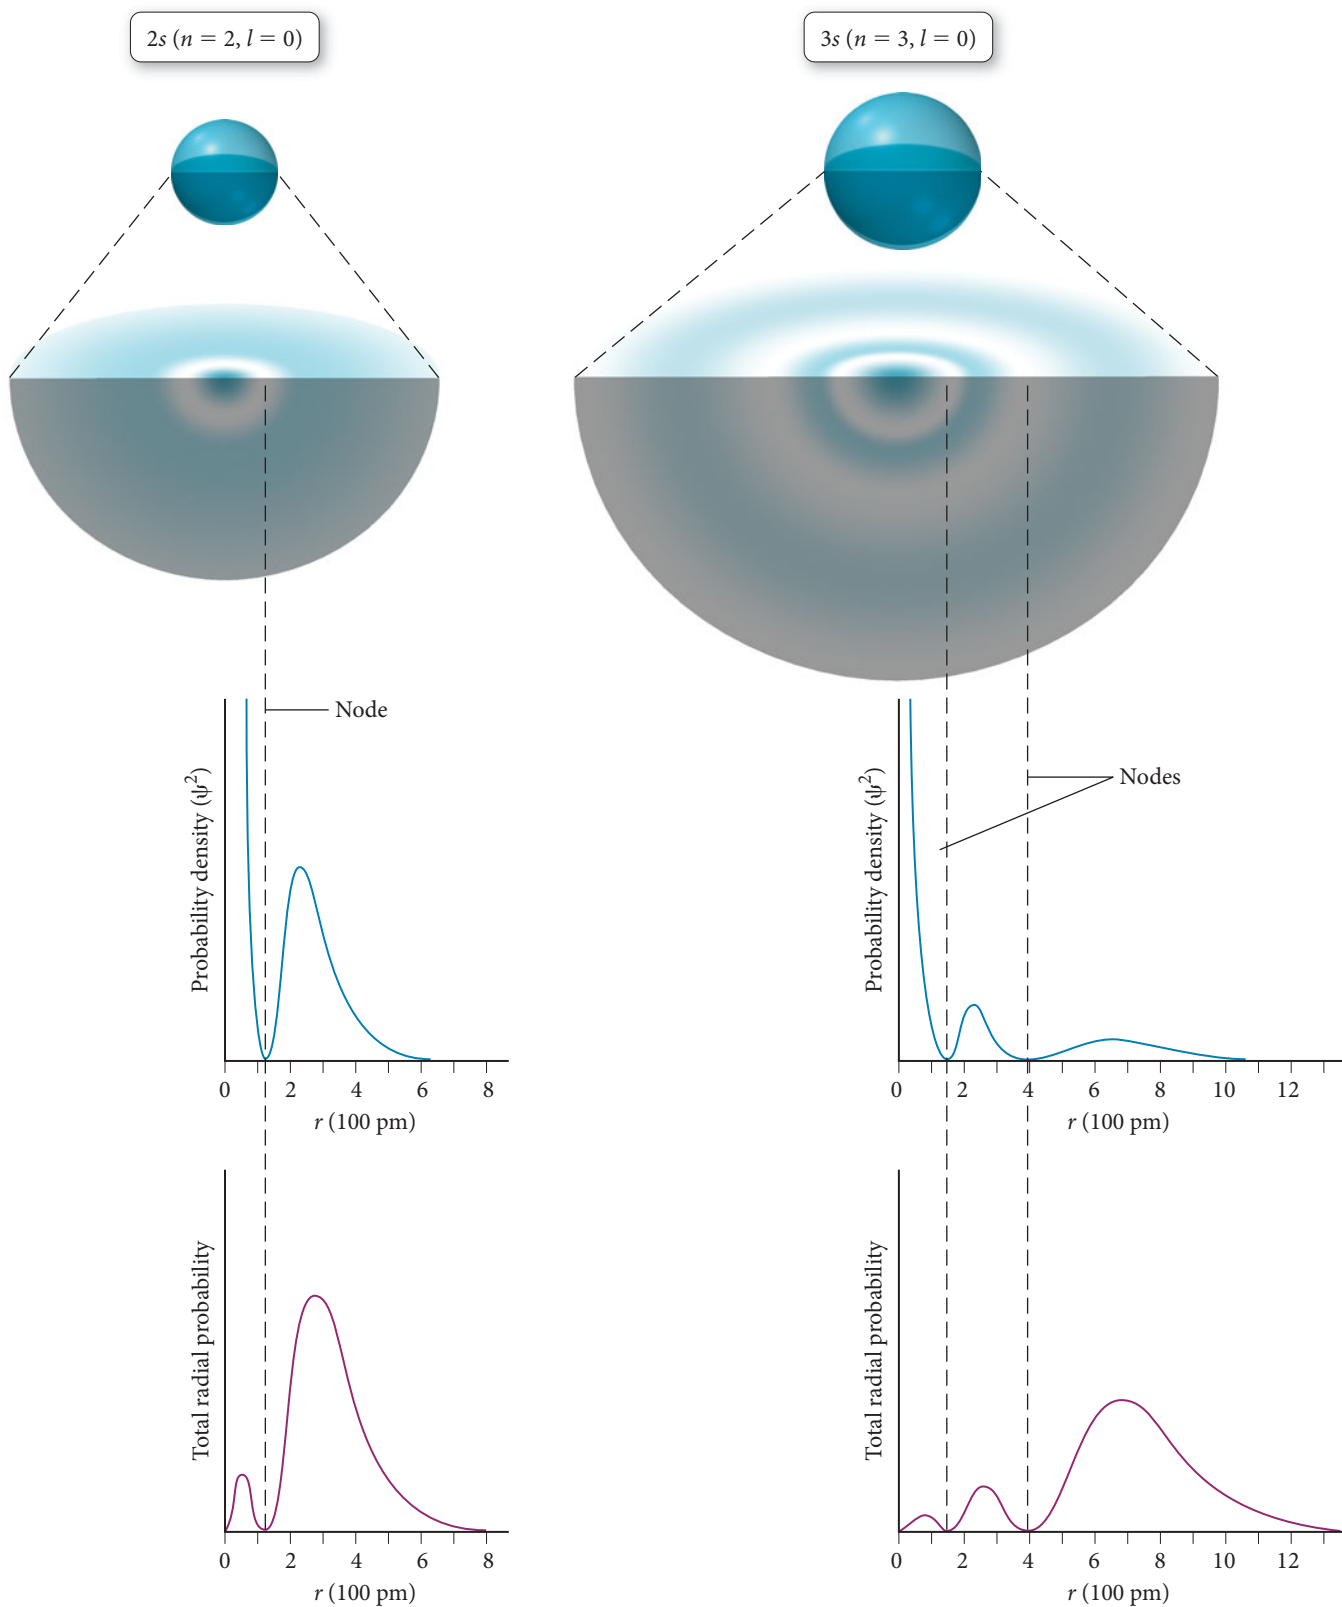 2s (n = 2, l = 0)
3s (n = 3, l = 0)
Node
Probability density (ψ²)
0 2 4 6 8
r (100 pm)
Nodes
Probability density (ψ²)
0 2 4 6 8 10 12
r (100 pm)
Total radial probability
0 2 4 6 8
r (100 pm)
Total radial probability
0 2 4 6 8 10 12
r (100 pm)